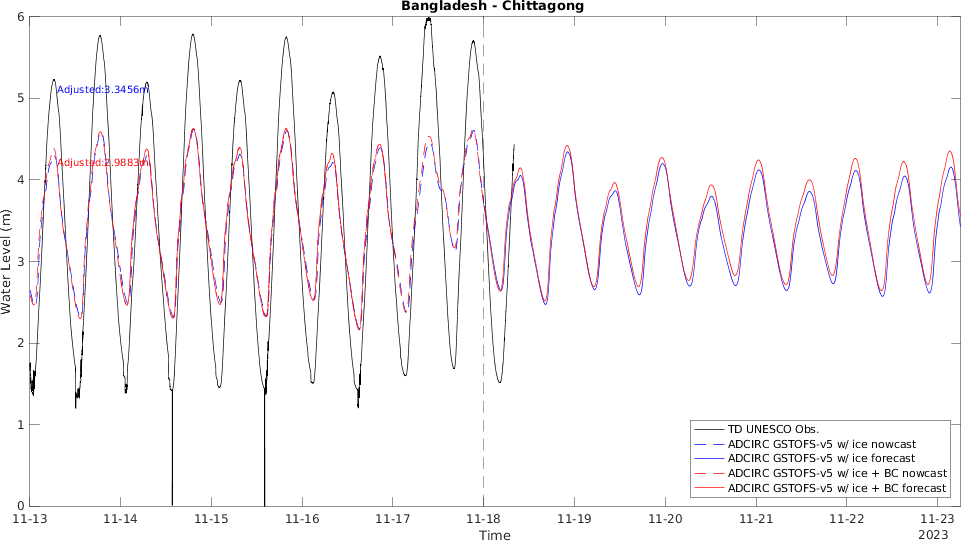 Bangladesh - Chittagong
6
5
4
3
2
1
0
Water Level (m)
Adjusted:3.3456m
Adjusted:2.9883m
TD UNESCO Obs.
ADCIRC GSTOFS-v5 w/ ice nowcast
ADCIRC GSTOFS-v5 w/ ice forecast
ADCIRC GSTOFS-v5 w/ ice + BC nowcast
ADCIRC GSTOFS-v5 w/ ice + BC forecast
11-13 11-14 11-15 11-16 11-17 11-18 11-19 11-20 11-21 11-22 11-23
Time
2023